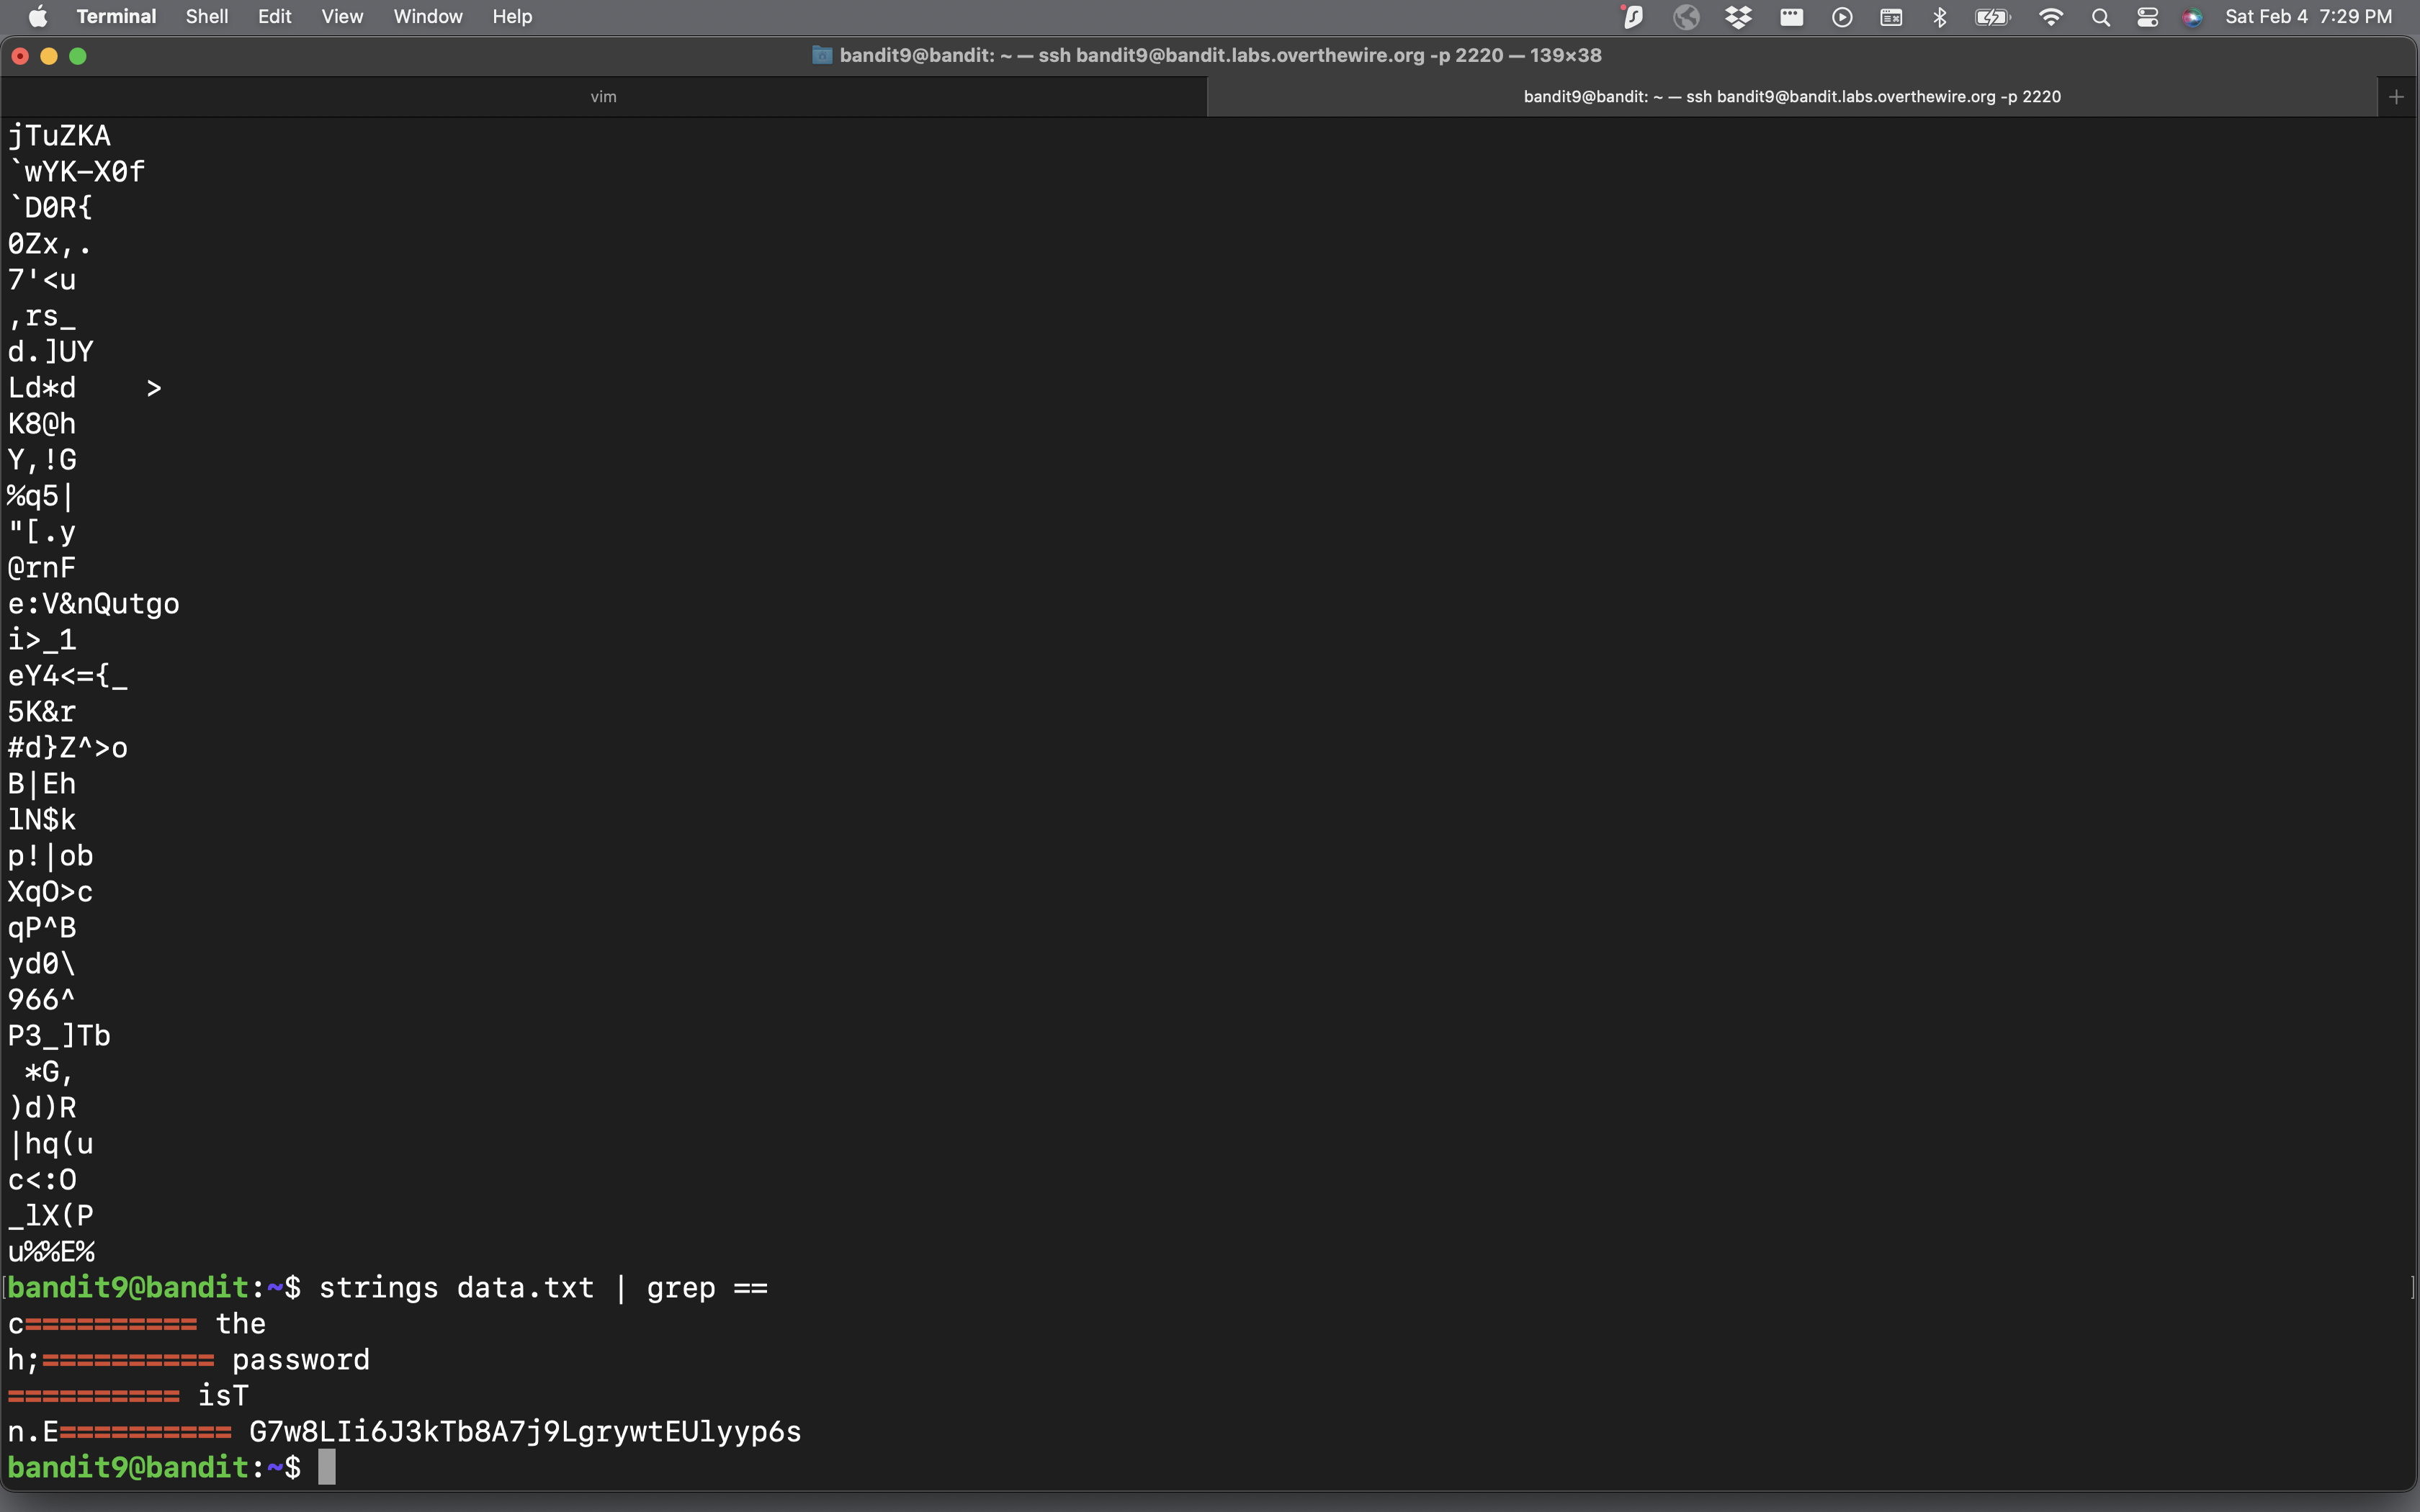 Terminal Shell Edit View Window Help Sat Feb 4 7:29 PM
bandit9@bandit: ~ — ssh bandit9@bandit.labs.overthewire.org -p 2220 — 139×38
vim bandit9@bandit: ~ — ssh bandit9@bandit.labs.overthewire.org -p 2220 +
jTuZKA
`wYK-X0f
`D0R{
0Zx,.
7'<u
,rs_
d.]UY
Ld*d    >
K8@h
Y,!G
%q5|
"[.y
@rnF
e:V&nQutgo
i>_1
eY4<={_
5K&r
#d}Z^>o
B|Eh
lN$k
p!|ob
XqO>c
qP^B
yd0\
966^
P3_]Tb
 *G,
)d)R
|hq(u
c<:O
_lX(P
u%%E%
[bandit9@bandit:~$ strings data.txt | grep == ]
c========== the
h;========== password
========== isT
n.E========== G7w8LIi6J3kTb8A7j9LgrywtEUlyyp6s
bandit9@bandit:~$